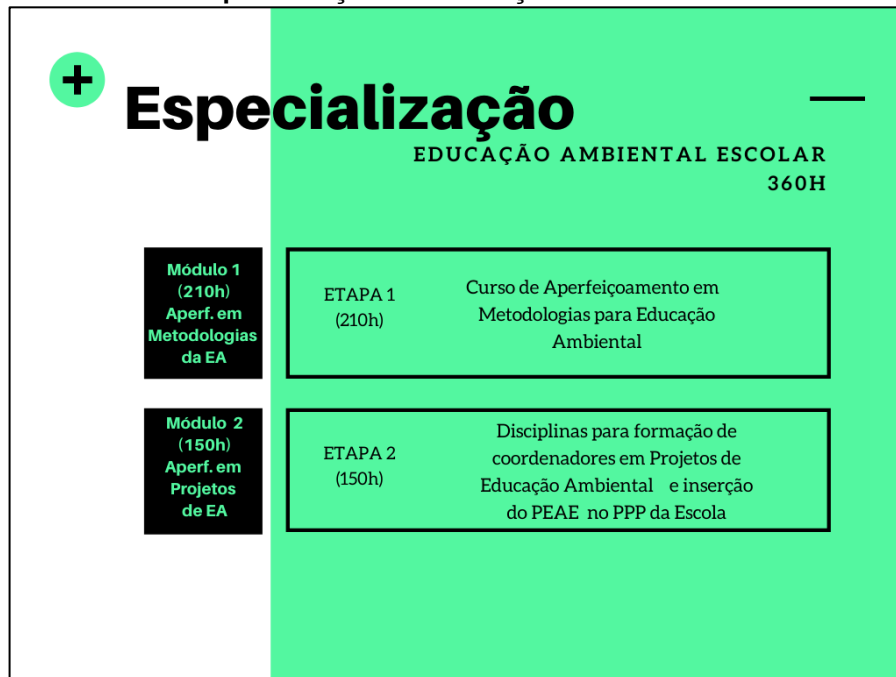 +
Especialização
EDUCAÇÃO AMBIENTAL ESCOLAR
360H
Módulo 1
(210h)
Aperf. em
Metodologias
da EA
ETAPA 1
(210h)
Curso de Aperfeiçoamento em
Metodologias para Educação
Ambiental
Módulo 2
(150h)
Aperf. em
Projetos
de EA
ETAPA 2
(150h)
Disciplinas para formação de
coordenadores em Projetos de
Educação Ambiental e inserção
do PEAE no PPP da Escola